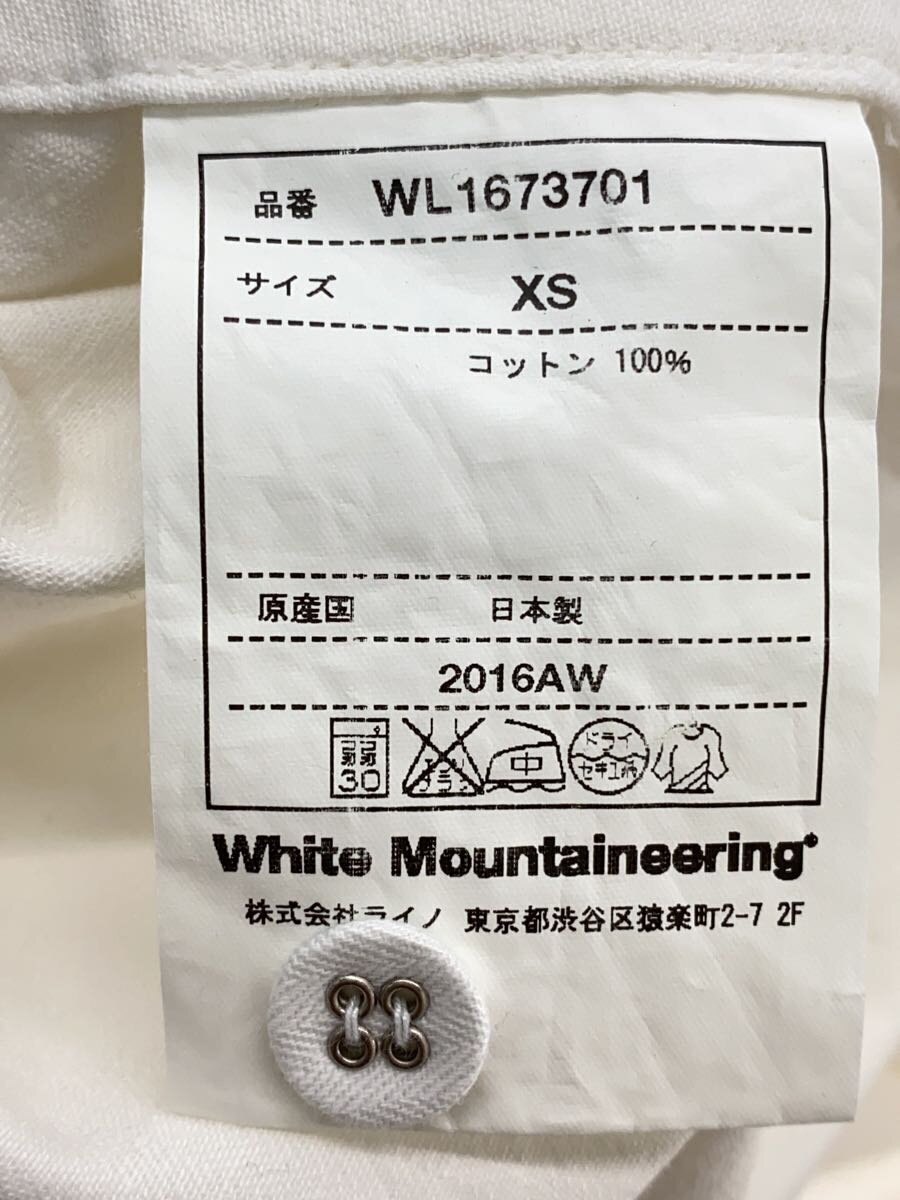 品番 WL1673701
サイズ XS
コットン 100%
原産国 日本製
2016AW
30 中 ドライ
White Mountaineering
株式会社ライノ 東京都渋谷区猿楽町2-7 2F